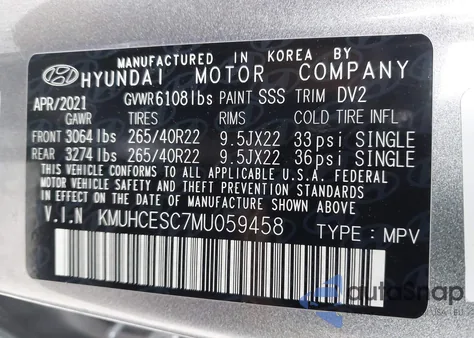 MANUFACTURED IN KOREA BY
HYUNDAI MOTOR COMPANY
APR/2021 GVWR6108lbs PAINT SSS TRIM DV2
GAWR TIRES RIMS COLD TIRE INFL
FRONT 3064lbs 265/40R22 9.5JX22 33psi SINGLE
REAR 3274lbs 265/40R22 9.5JX22 36psi SINGLE
THIS VEHICLE CONFORMS TO ALL APPLICABLE U.S.A. FEDERAL
MOTOR VEHICLE SAFETY, BUMPER, AND THEFT PREVENTION STANDARDS
IN EFFECT ON THE DATE OF MANUFACTURE SHOWN ABOVE.
V.I.N KMUHCESC7MU059458 TYPE : MPV
autosnap